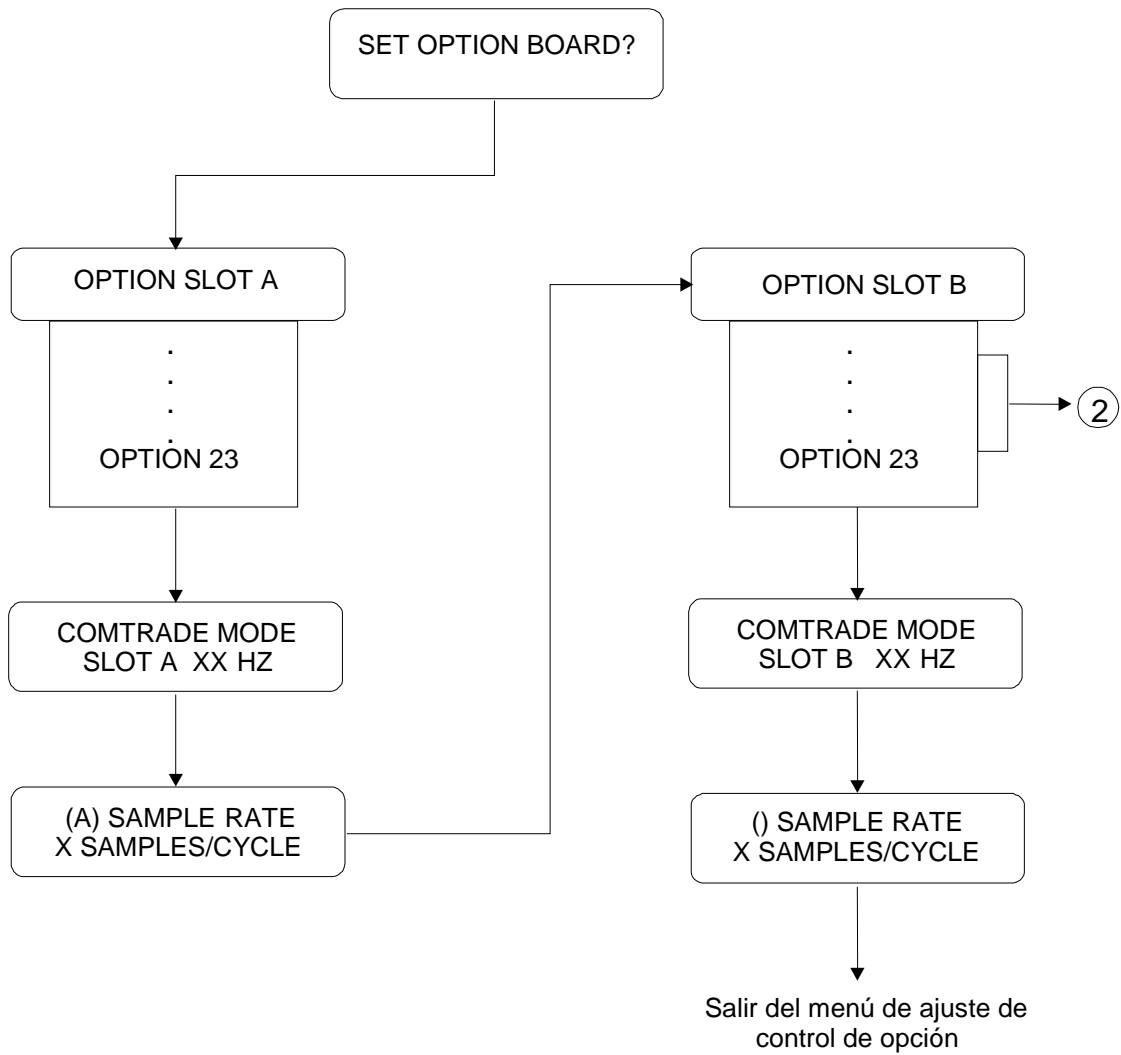 SET OPTION BOARD?
OPTION SLOT A
.
.
.
.
OPTION 23
COMTRADE MODE
SLOT A XX HZ
(A) SAMPLE RATE
X SAMPLES/CYCLE
OPTION SLOT B
.
.
.
.
OPTION 23
2
COMTRADE MODE
SLOT B XX HZ
() SAMPLE RATE
X SAMPLES/CYCLE
Salir del menú de ajuste de
control de opción